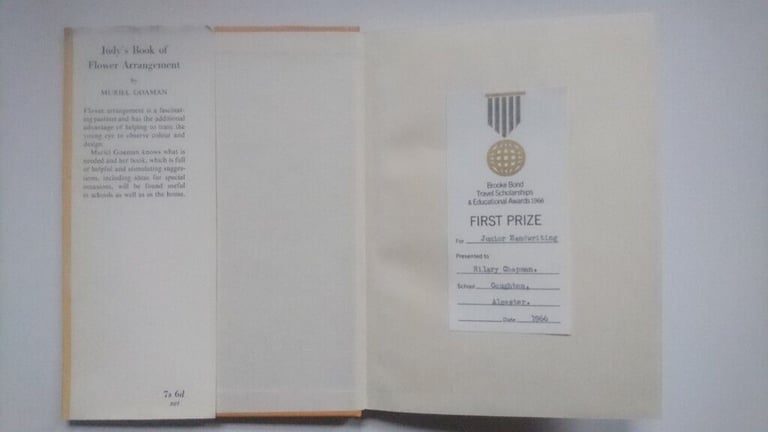 Judy's Book of
Flower Arrangement
by
MURIEL GOAMAN
Flower arrangement is a fascinat-
ing pastime and has the additional
advantage of helping to train the
young eye to observe colour and
design.
Muriel Goaman knows what is
needed and her book, which is full
of helpful and stimulating sugges-
tions, including ideas for special
occasions, will be found useful
in schools as well as in the home.
7s 6d
net
Brooke Bond
Travel Scholarships
& Educational Awards 1966
FIRST PRIZE
For Junior Handwriting
Presented to
Hilary Chapman.
School Coughton,
Alcester.
Date 1966